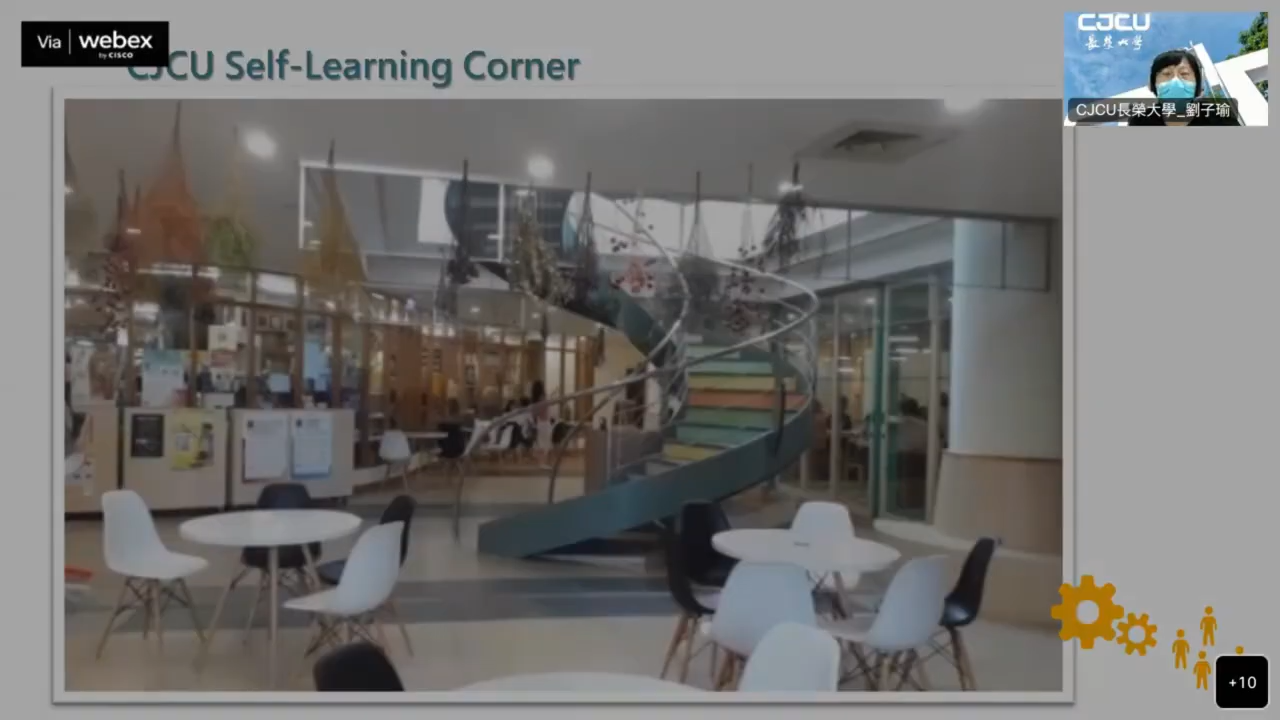 Via webex
by CISCO
CJCU Self-Learning Corner
CJCU
長榮大學
CJCU長榮大學_劉子瑜
+10